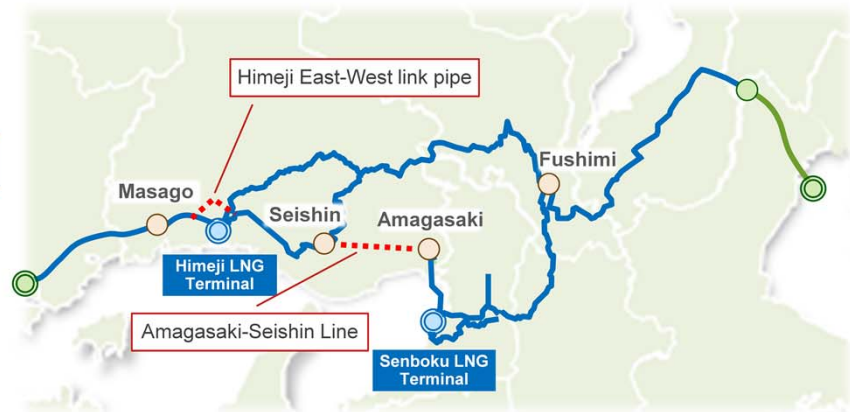 Himeji East-West link pipe
Fushimi
Masago
Seishin
Amagasaki
Himeji LNG
Terminal
Amagasaki-Seishin Line
Senboku LNG
Terminal